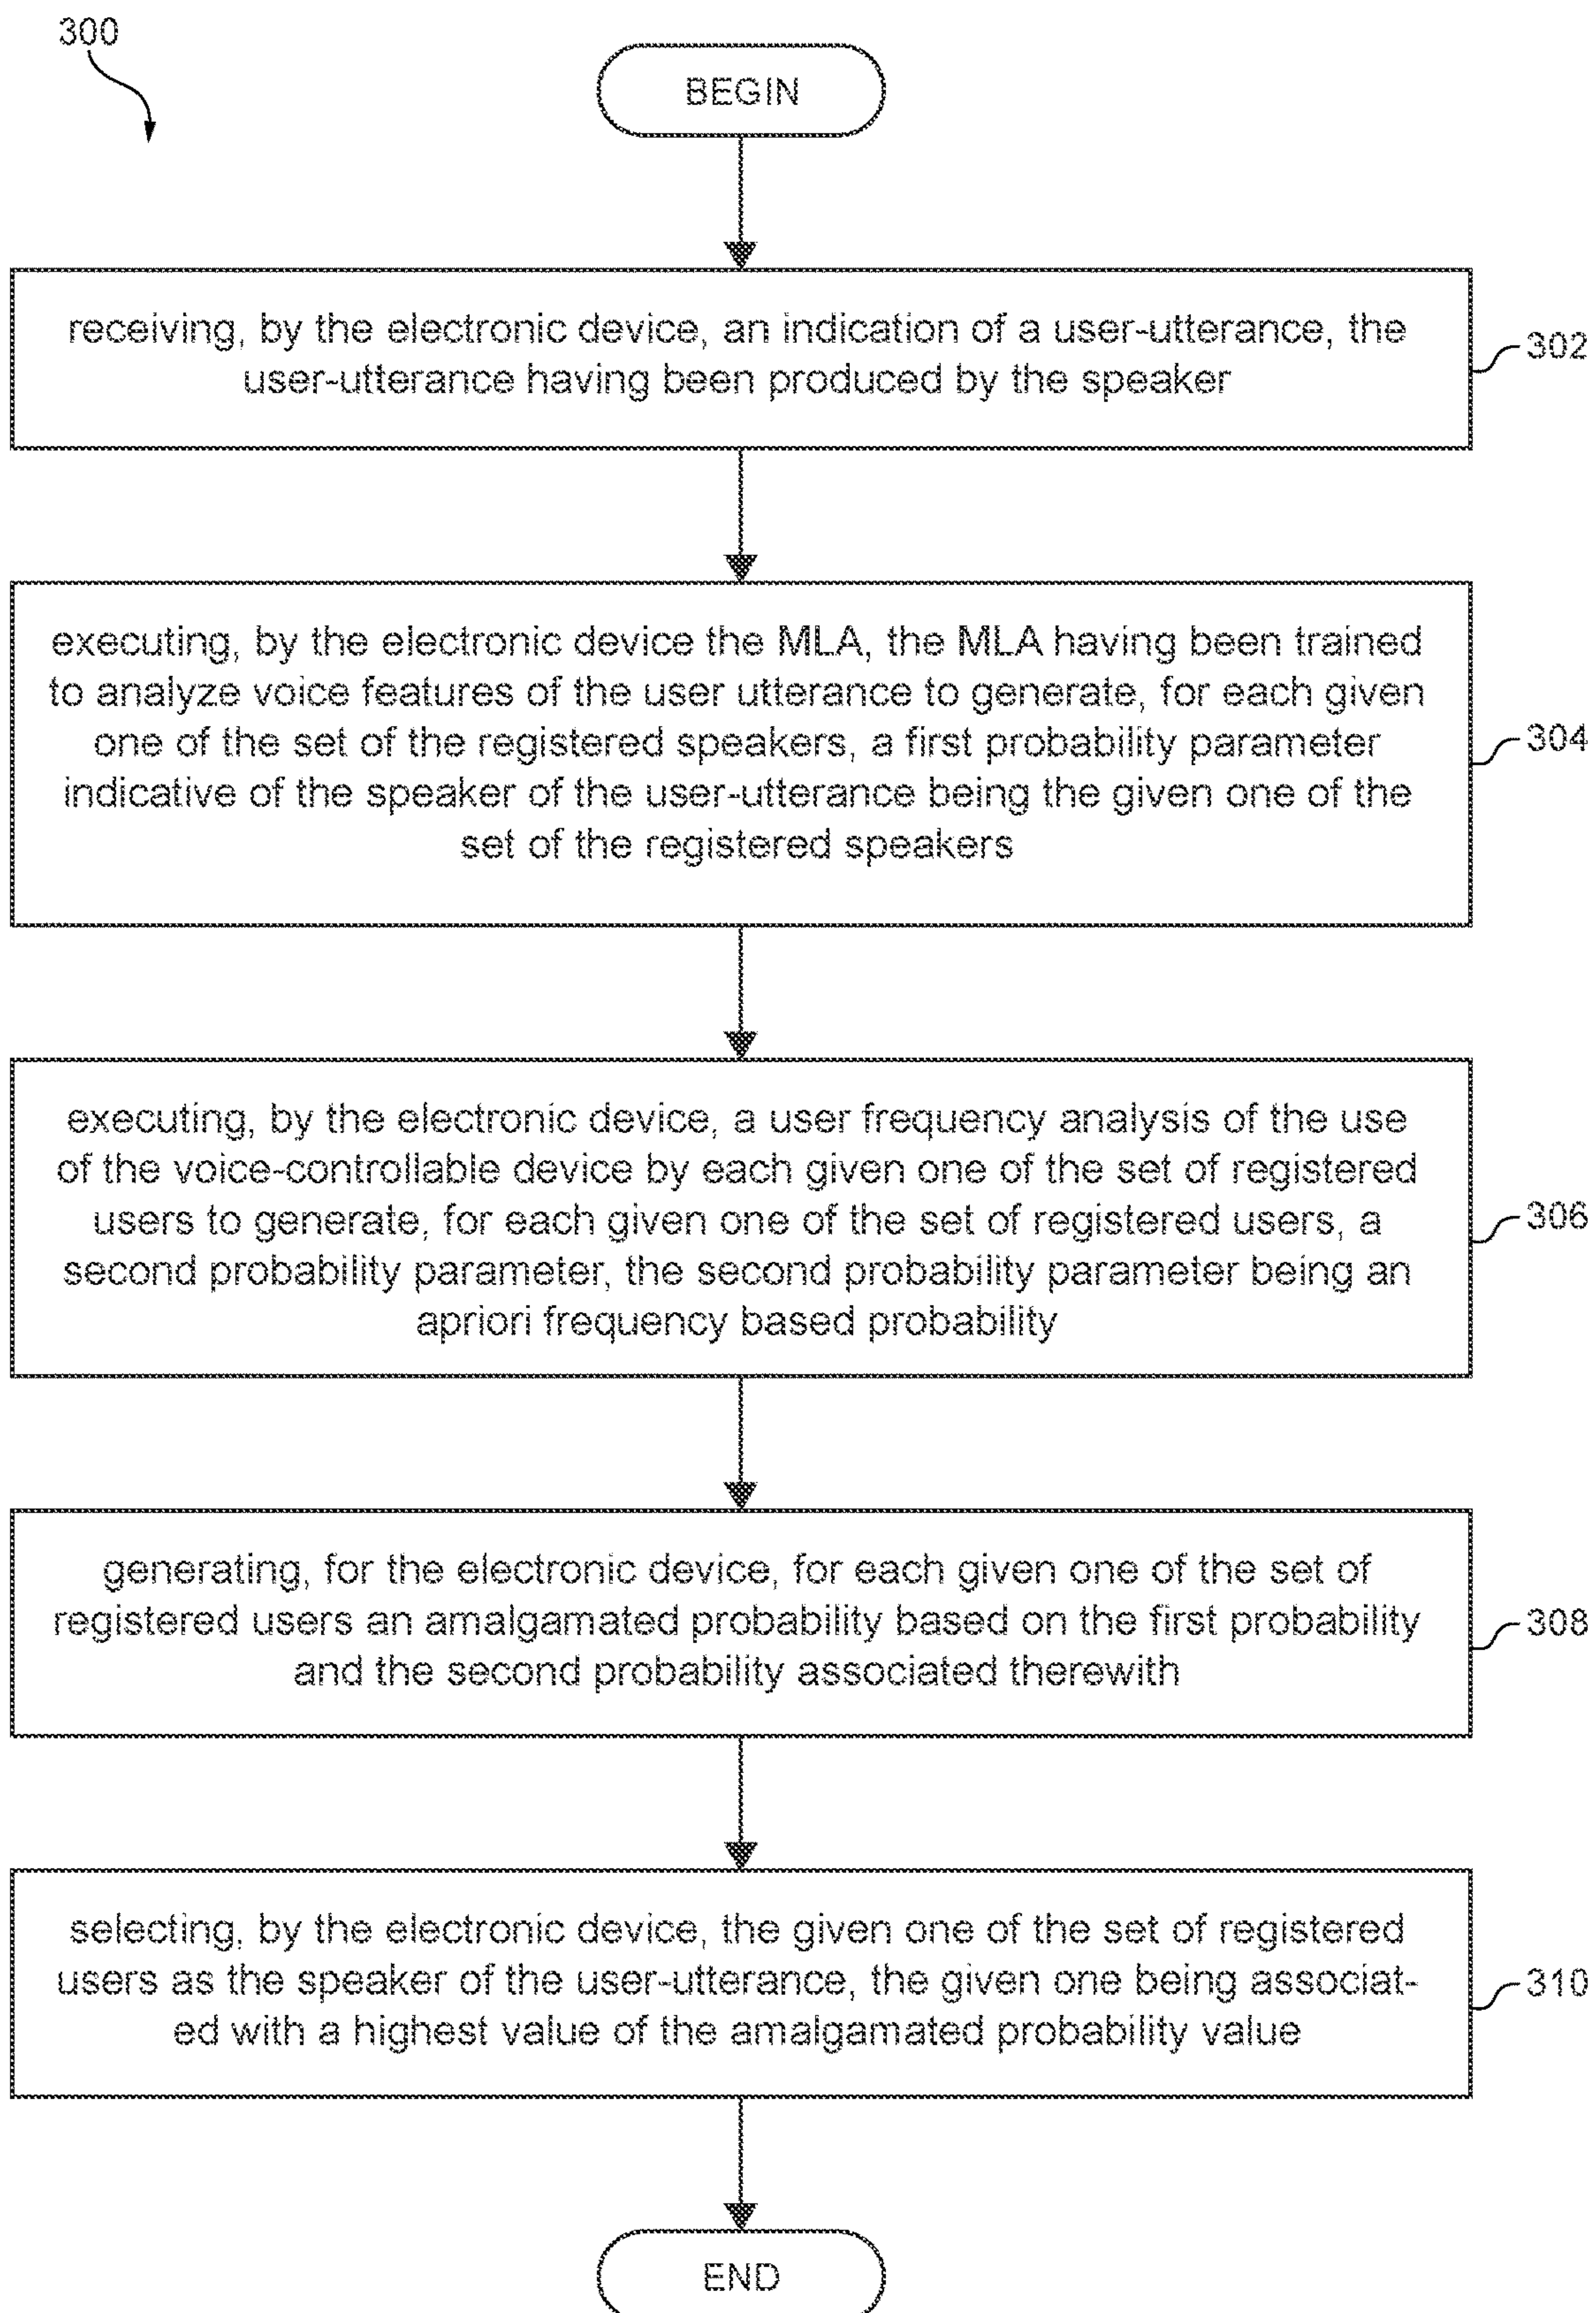 300
BEGIN
receiving, by the electronic device, an indication of a user-utterance, the
user-utterance having been produced by the speaker
302
executing, by the electronic device the MLA, the MLA having been trained
to analyze voice features of the user utterance to generate, for each given
one of the set of the registered speakers, a first probability parameter
indicative of the speaker of the user-utterance being the given one of the
set of the registered speakers
304
executing, by the electronic device, a user frequency analysis of the use
of the voice-controllable device by each given one of the set of registered
users to generate, for each given one of the set of registered users, a
second probability parameter, the second probability parameter being an
apriori frequency based probability
306
generating, for the electronic device, for each given one of the set of
registered users an amalgamated probability based on the first probability
and the second probability associated therewith
308
selecting, by the electronic device, the given one of the set of registered
users as the speaker of the user-utterance, the given one being associat-
ed with a highest value of the amalgamated probability value
310
END